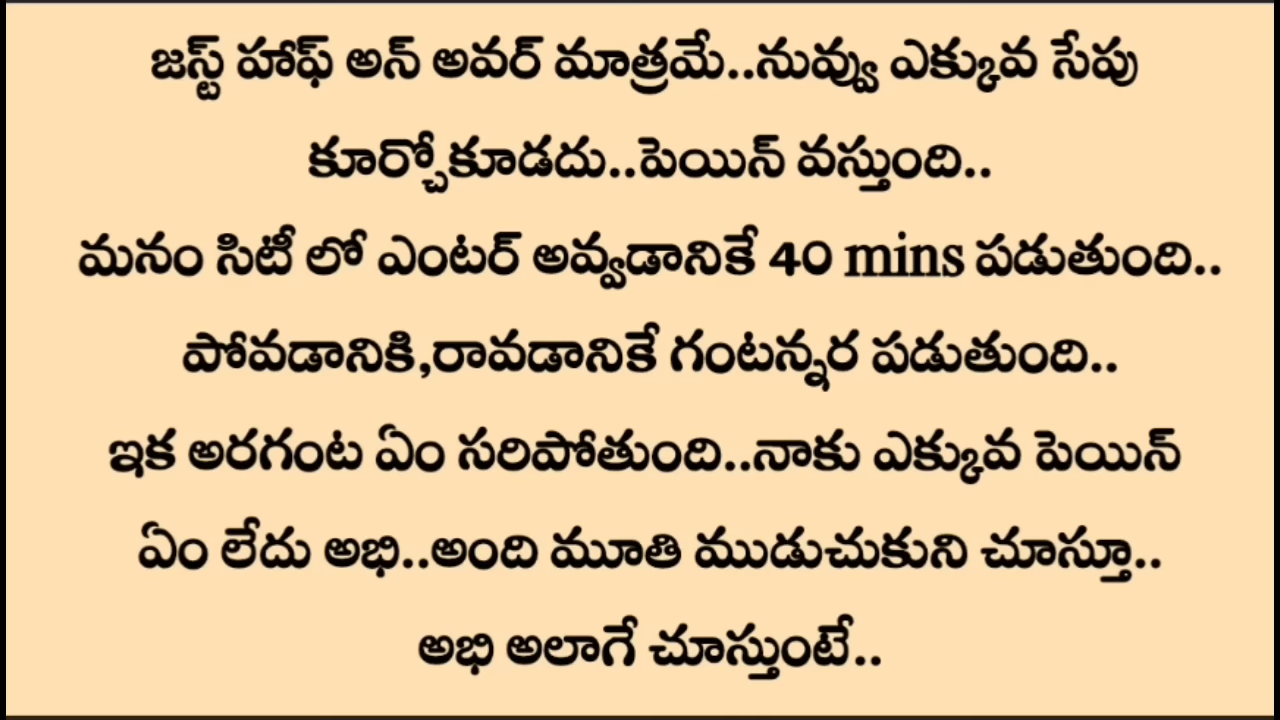 జస్ట్ హాఫ్ అన్ అవర్ మాత్రమే..నువ్వు ఎక్కువ సేపు
కూర్చోకూడదు..పెయిన్ వస్తుంది..
మనం సిటీ లో ఎంటర్ అవ్వడానికే 40 mins పడుతుంది..
పోవడానికి,రావడానికే గంటన్నర పడుతుంది..
ఇక అరగంట ఏం సరిపోతుంది..నాకు ఎక్కువ పెయిన్
ఏం లేదు అభి..అంది మూతి ముడుచుకుని చూస్తూ..
అభి అలాగే చూస్తుంటే..